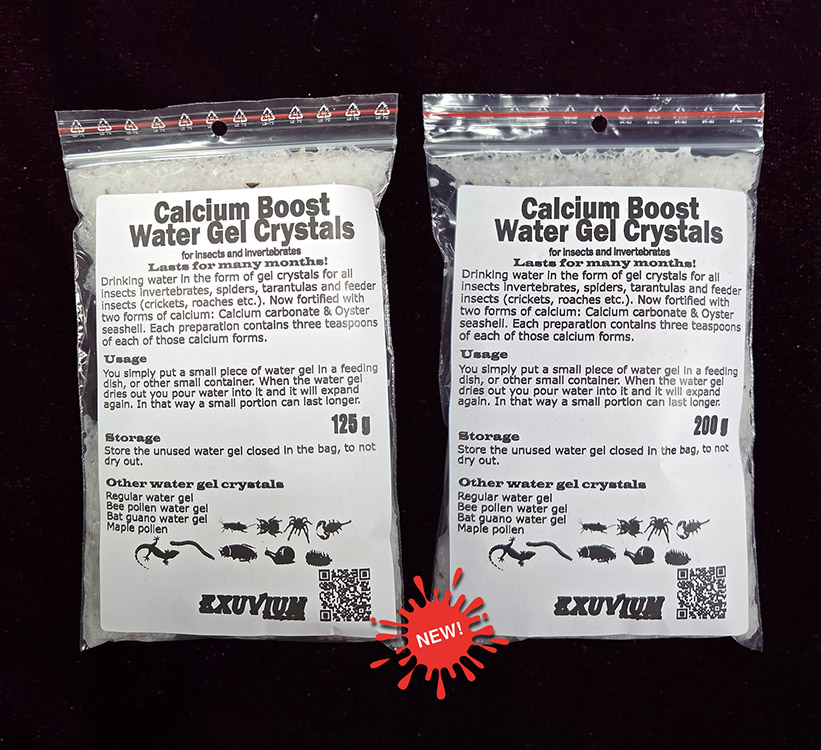 Calcium Boost
Water Gel Crystals
for insects and invertebrates
Lasts for many months!
Drinking water in the form of gel crystals for all
insects invertebrates, spiders, tarantulas and feeder
insects (crickets, roaches etc.). Now fortified with
two forms of calcium: Calcium carbonate & Oyster
seashell. Each preparation contains three teaspoons
of each of those calcium forms.
Usage
You simply put a small piece of water gel in a feeding
dish, or other small container. When the water gel
dries out you pour water into it and it will expand
again. In that way a small portion can last longer.
125 g
Storage
Store the unused water gel closed in the bag, to not
dry out.
Other water gel crystals
Regular water gel
Bee pollen water gel
Bat guano water gel
Maple pollen
EXUVIUM
Calcium Boost
Water Gel Crystals
for insects and invertebrates
Lasts for many months!
Drinking water in the form of gel crystals for all
insects invertebrates, spiders, tarantulas and feeder
insects (crickets, roaches etc.). Now fortified with
two forms of calcium: Calcium carbonate & Oyster
seashell. Each preparation contains three teaspoons
of each of those calcium forms.
Usage
You simply put a small piece of water gel in a feeding
dish, or other small container. When the water gel
dries out you pour water into it and it will expand
again. In that way a small portion can last longer.
200 g
Storage
Store the unused water gel closed in the bag, to not
dry out.
Other water gel crystals
Regular water gel
Bee pollen water gel
Bat guano water gel
Maple pollen
EXUVIUM
NEW!